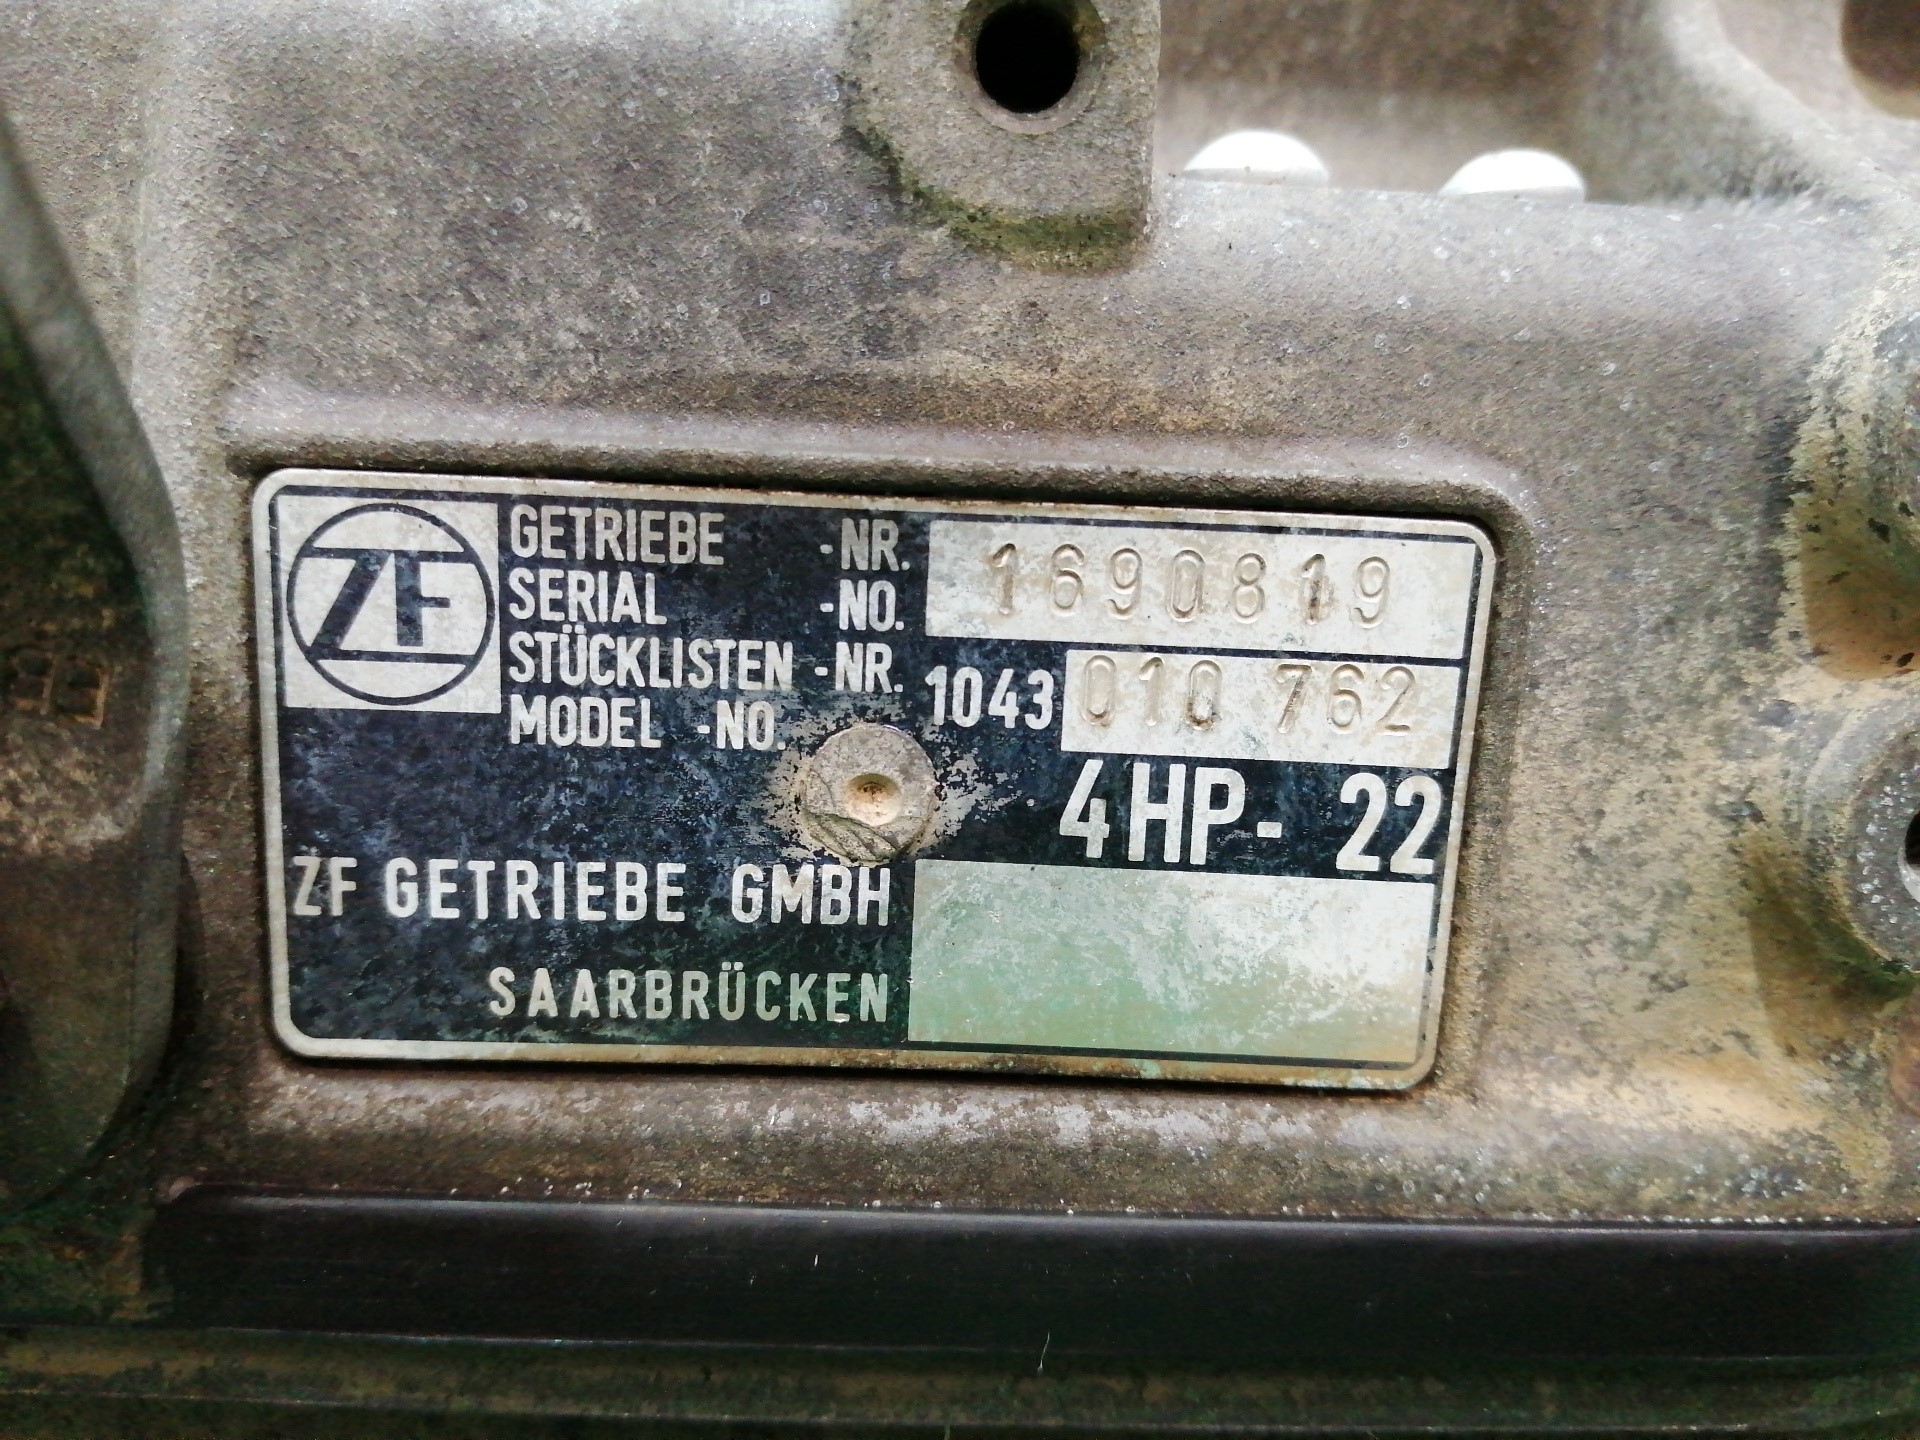 ZF
GETRIEBE -NR. 1690819
SERIAL -NO.
STÜCKLISTEN -NR. 1043 010 762
MODEL -NO.
4HP- 22
ZF GETRIEBE GMBH
SAARBRÜCKEN